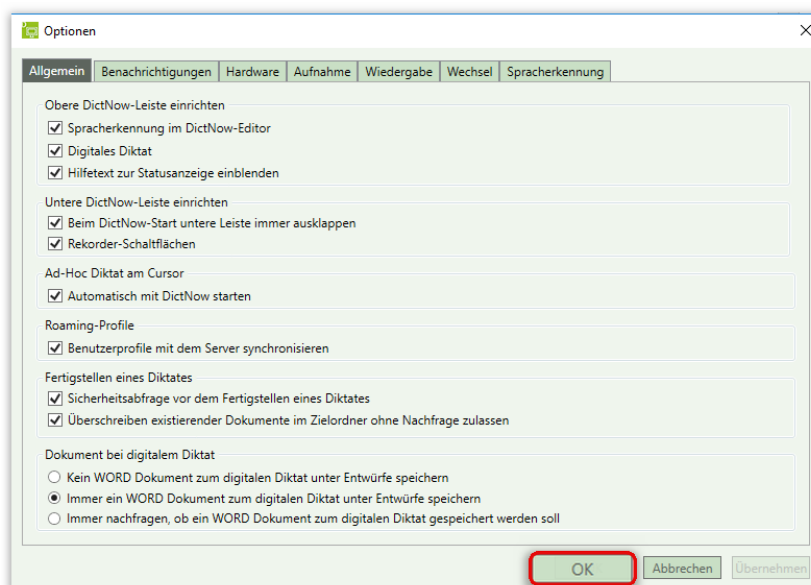 Optionen
Allgemein Benachrichtigungen Hardware Aufnahme Wiedergabe Wechsel Spracherkennung
Obere DictNow-Leiste einrichten
Spracherkennung im DictNow-Editor
Digitales Diktat
Hilfetext zur Statusanzeige einblenden
Untere DictNow-Leiste einrichten
Beim DictNow-Start untere Leiste immer ausklappen
Rekorder-Schaltflächen
Ad-Hoc Diktat am Cursor
Automatisch mit DictNow starten
Roaming-Profile
Benutzerprofile mit dem Server synchronisieren
Fertigstellen eines Diktates
Sicherheitsabfrage vor dem Fertigstellen eines Diktates
Überschreiben existierender Dokumente im Zielordner ohne Nachfrage zulassen
Dokument bei digitalem Diktat
Kein WORD Dokument zum digitalen Diktat unter Entwürfe speichern
Immer ein WORD Dokument zum digitalen Diktat unter Entwürfe speichern
Immer nachfragen, ob ein WORD Dokument zum digitalen Diktat gespeichert werden soll
OK Abbrechen Übernehmen